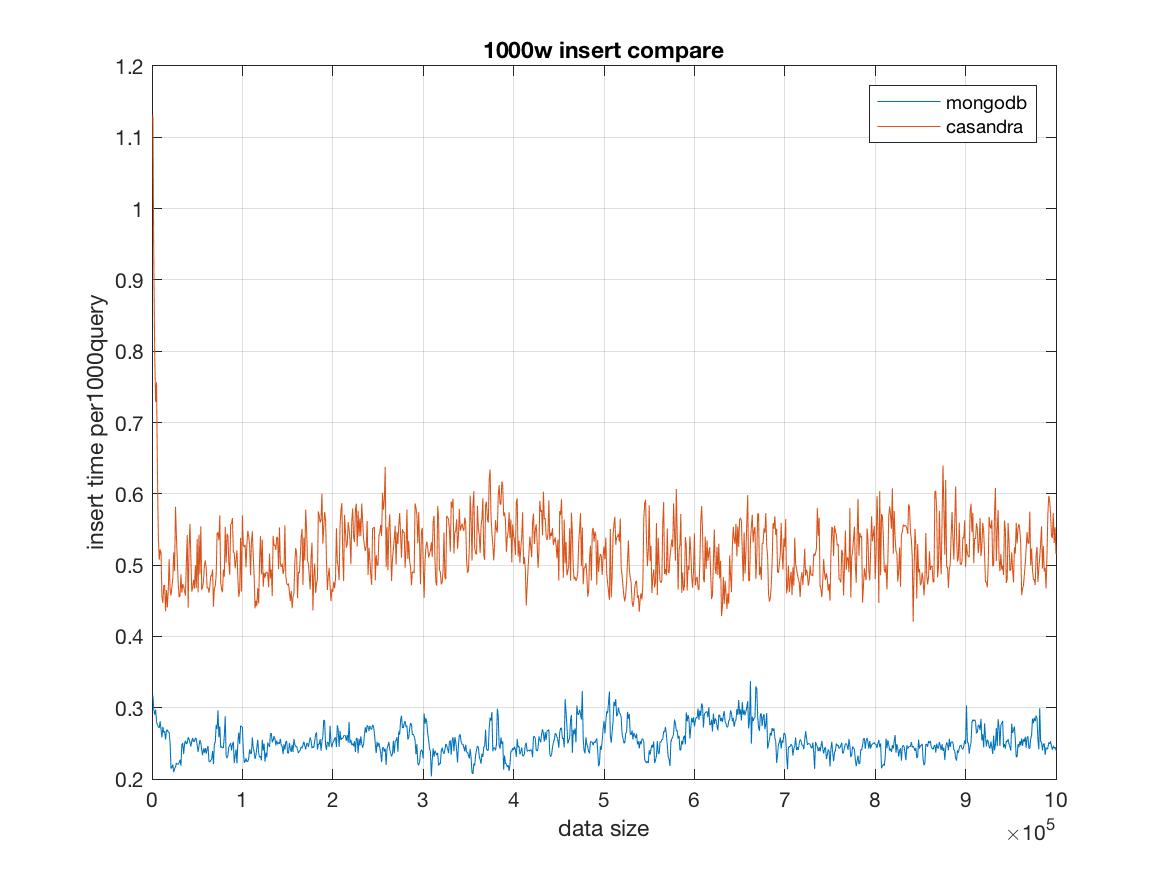 1000w insert compare
mongodb
casandra
insert time per1000query
1.2
1.1
1
0.9
0.8
0.7
0.6
0.5
0.4
0.3
0.2
0 1 2 3 4 5 6 7 8 9 10
data size
×10⁵